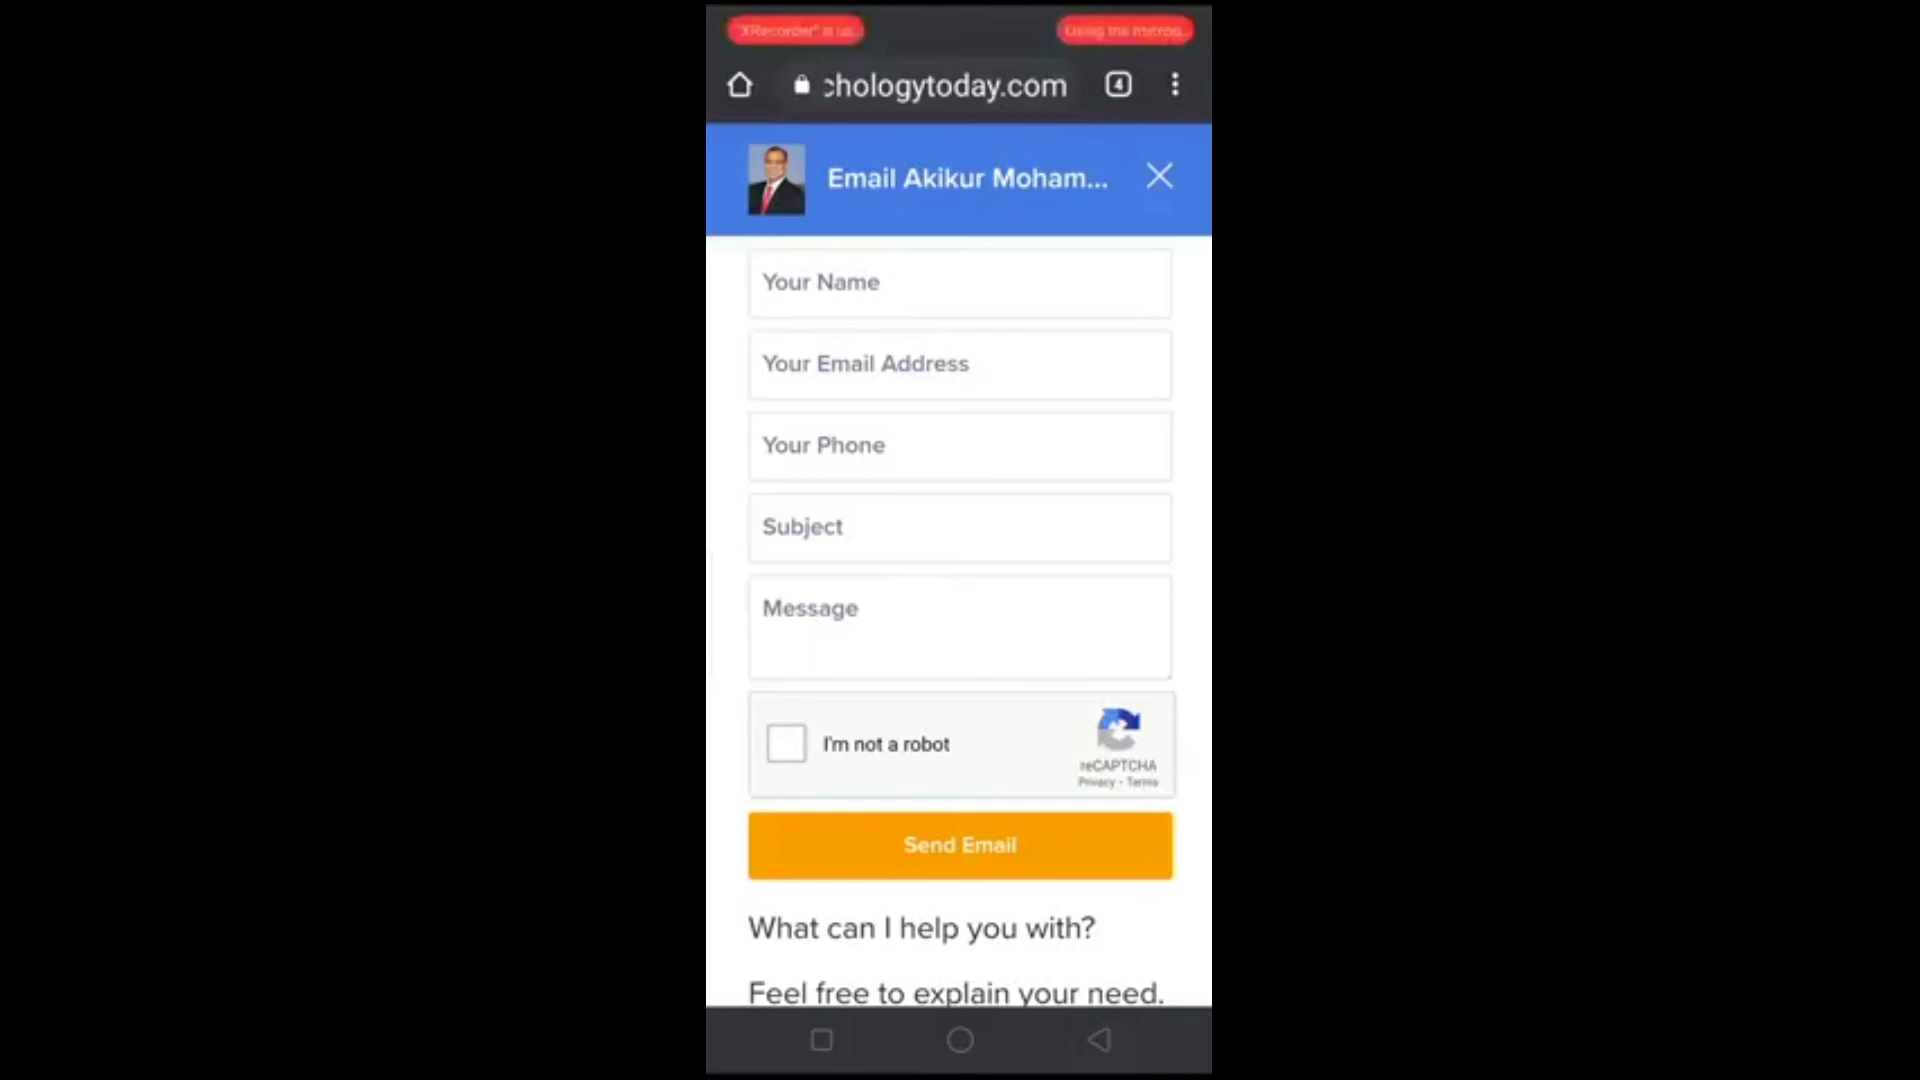 "XRecorder" is us...
Using the microp...
chologytoday.com
4
Email Akikur Moham...
Your Name
Your Email Address
Your Phone
Subject
Message
I'm not a robot
reCAPTCHA
Privacy - Terms
Send Email
What can I help you with?
Feel free to explain your need.